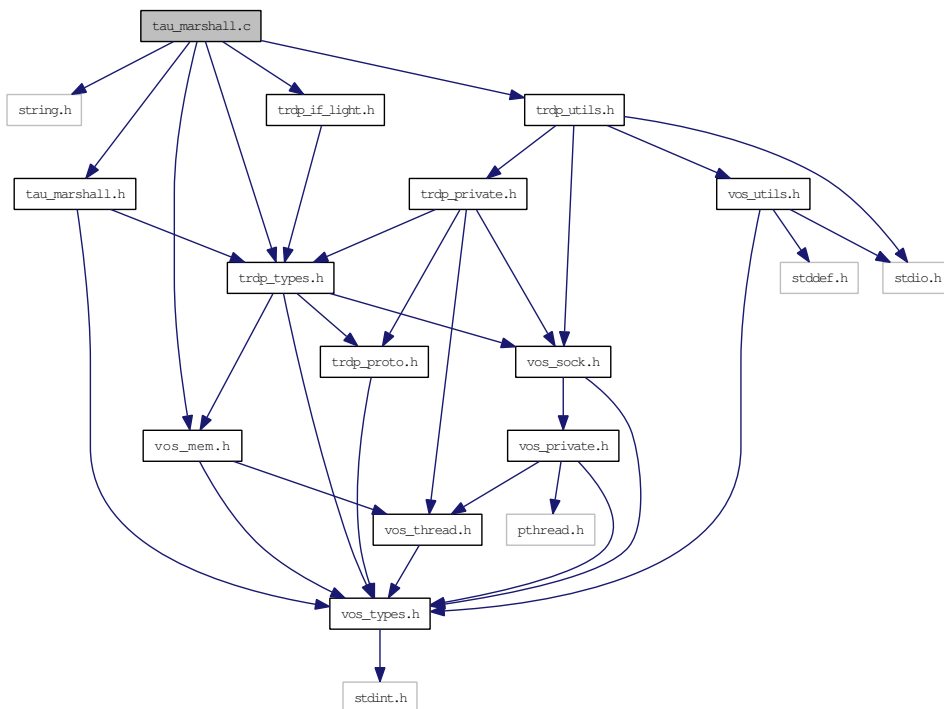 tau_marshall.c
string.h
trdp_if_light.h
trdp_utils.h
tau_marshall.h
trdp_private.h
vos_utils.h
trdp_types.h
stddef.h
stdio.h
trdp_proto.h
vos_sock.h
vos_mem.h
vos_private.h
vos_thread.h
pthread.h
vos_types.h
stdint.h